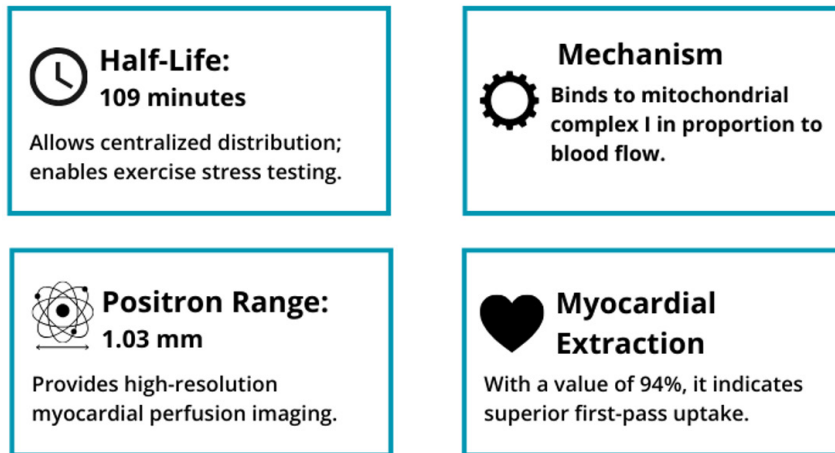 Half-Life:
109 minutes
Allows centralized distribution;
enables exercise stress testing.
Mechanism
Binds to mitochondrial
complex I in proportion to
blood flow.
Positron Range:
1.03 mm
Provides high-resolution
myocardial perfusion imaging.
Myocardial
Extraction
With a value of 94%, it indicates
superior first-pass uptake.